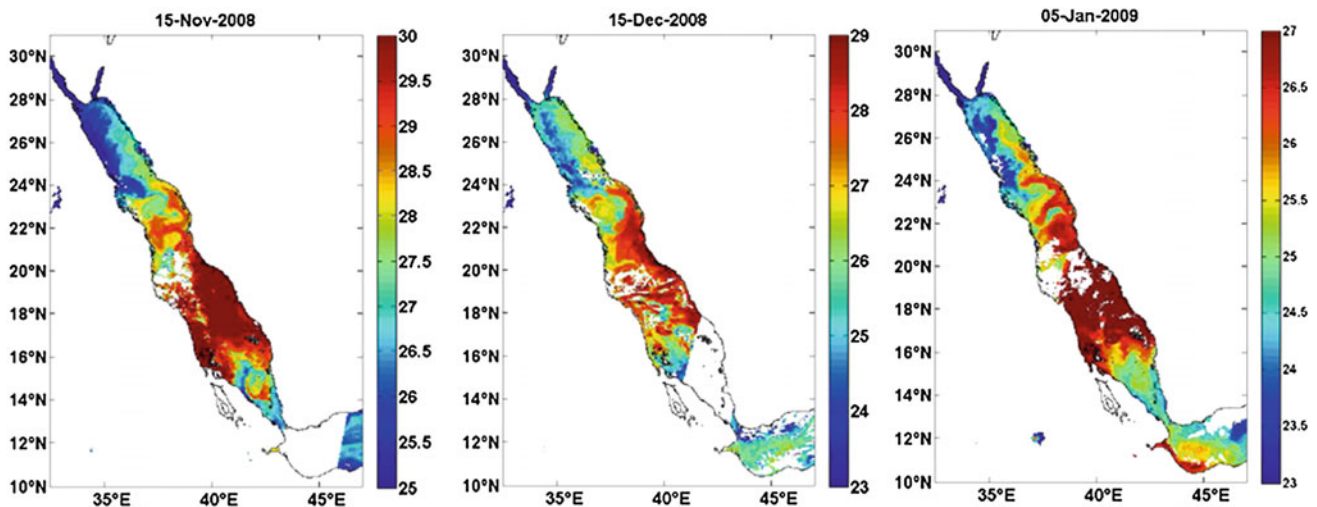 15-Nov-2008
30°N
28°N
26°N
24°N
22°N
20°N
18°N
16°N
14°N
12°N
10°N
35°E 40°E 45°E
30
29.5
29
28.5
28
27.5
27
26.5
26
25.5
25
15-Dec-2008
30°N
28°N
26°N
24°N
22°N
20°N
18°N
16°N
14°N
12°N
10°N
35°E 40°E 45°E
29
28
27
26
25
24
23
05-Jan-2009
30°N
28°N
26°N
24°N
22°N
20°N
18°N
16°N
14°N
12°N
10°N
35°E 40°E 45°E
27
26.5
26
25.5
25
24.5
24
23.5
23